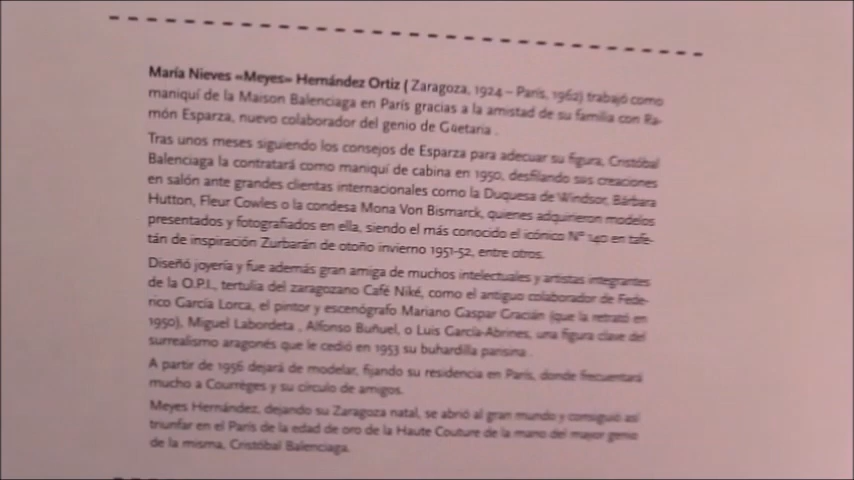 María Nieves «Meyes» Hernández Ortiz ( Zaragoza, 1924 – París, 1962) trabajó como
maniquí de la Maison Balenciaga en París gracias a la amistad de su familia con Ra-
món Esparza, nuevo colaborador del genio de Guetaria .
Tras unos meses siguiendo los consejos de Esparza para adecuar su figura, Cristóbal
Balenciaga la contratará como maniquí de cabina en 1950, desfilando sus creaciones
en salón ante grandes clientas internacionales como la Duquesa de Windsor, Bárbara
Hutton, Fleur Cowles o la condesa Mona Von Bismarck, quienes adquirieron modelos
presentados y fotografiados en ella, siendo el más conocido el icónico Nº 140 en tafe-
tán de inspiración Zurbarán de otoño invierno 1951-52, entre otros.
Diseñó joyería y fue además gran amiga de muchos intelectuales y artistas integrantes
de la O.P.I., tertulia del zaragozano Café Niké, como el antiguo colaborador de Fede-
rico García Lorca, el pintor y escenógrafo Mariano Gaspar Gracián (que la retrató en
1950), Miguel Labordeta , Alfonso Buñuel, o Luis García-Abrines, una figura clave del
surrealismo aragonés que le cedió en 1953 su buhardilla parisina .
A partir de 1956 dejará de modelar, fijando su residencia en París, donde frecuentará
mucho a Courrèges y su círculo de amigos.
Meyes Hernández, dejando su Zaragoza natal, se abrió al gran mundo y consiguió así
triunfar en el París de la edad de oro de la Haute Couture de la mano del mayor genio
de la misma, Cristóbal Balenciaga.